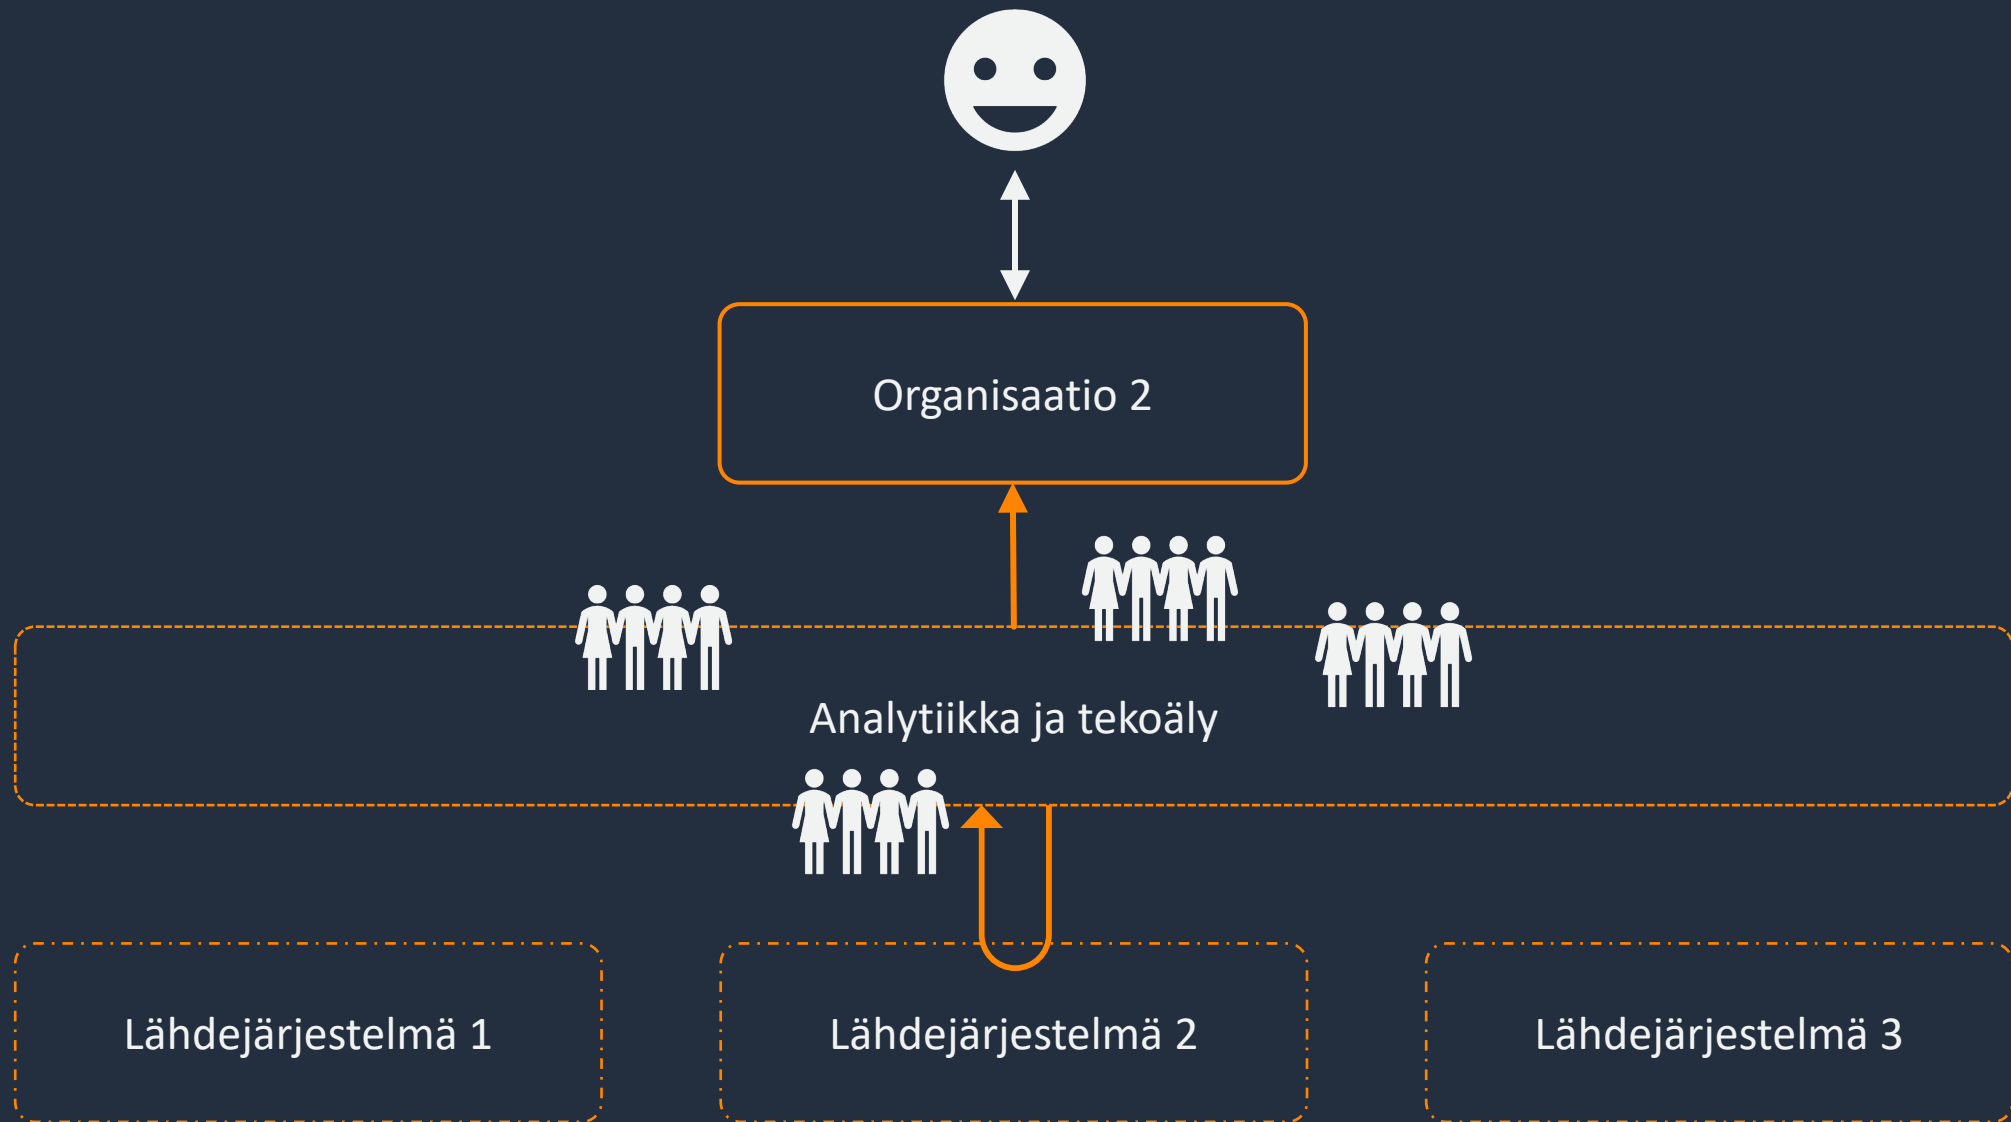 Organisaatio 2
Analytiikka ja tekoäly
Lähdejärjestelmä 1
Lähdejärjestelmä 2
Lähdejärjestelmä 3